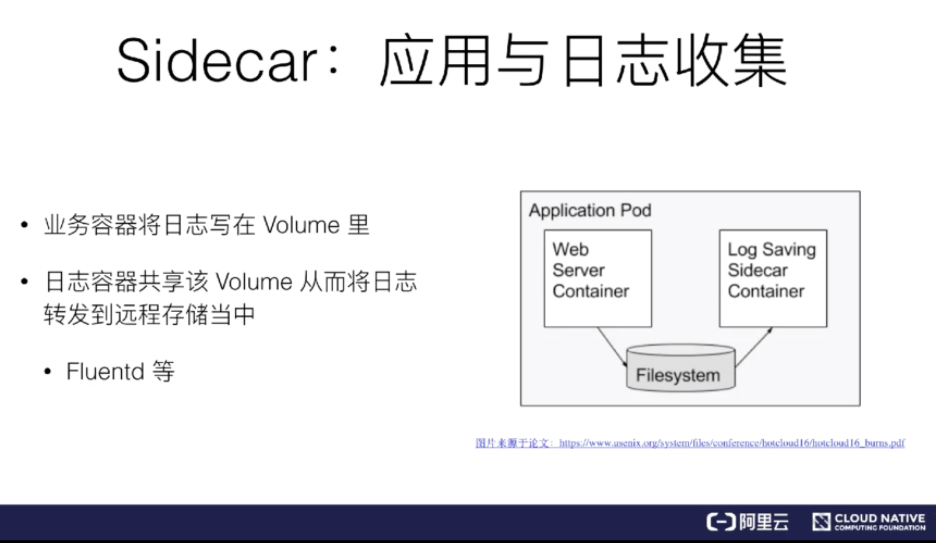 Sidecar：应用与日志收集
• 业务容器将日志写在 Volume 里
• 日志容器共享该 Volume 从而将日志
转发到远程存储当中
• Fluentd 等
Application Pod
Web
Server
Container
Log Saving
Sidecar
Container
Filesystem
图片来源于论文：https://www.usenix.org/system/files/conference/hotcloud16/hotcloud16_burns.pdf
阿里云
CLOUD NATIVE
COMPUTING FOUNDATION